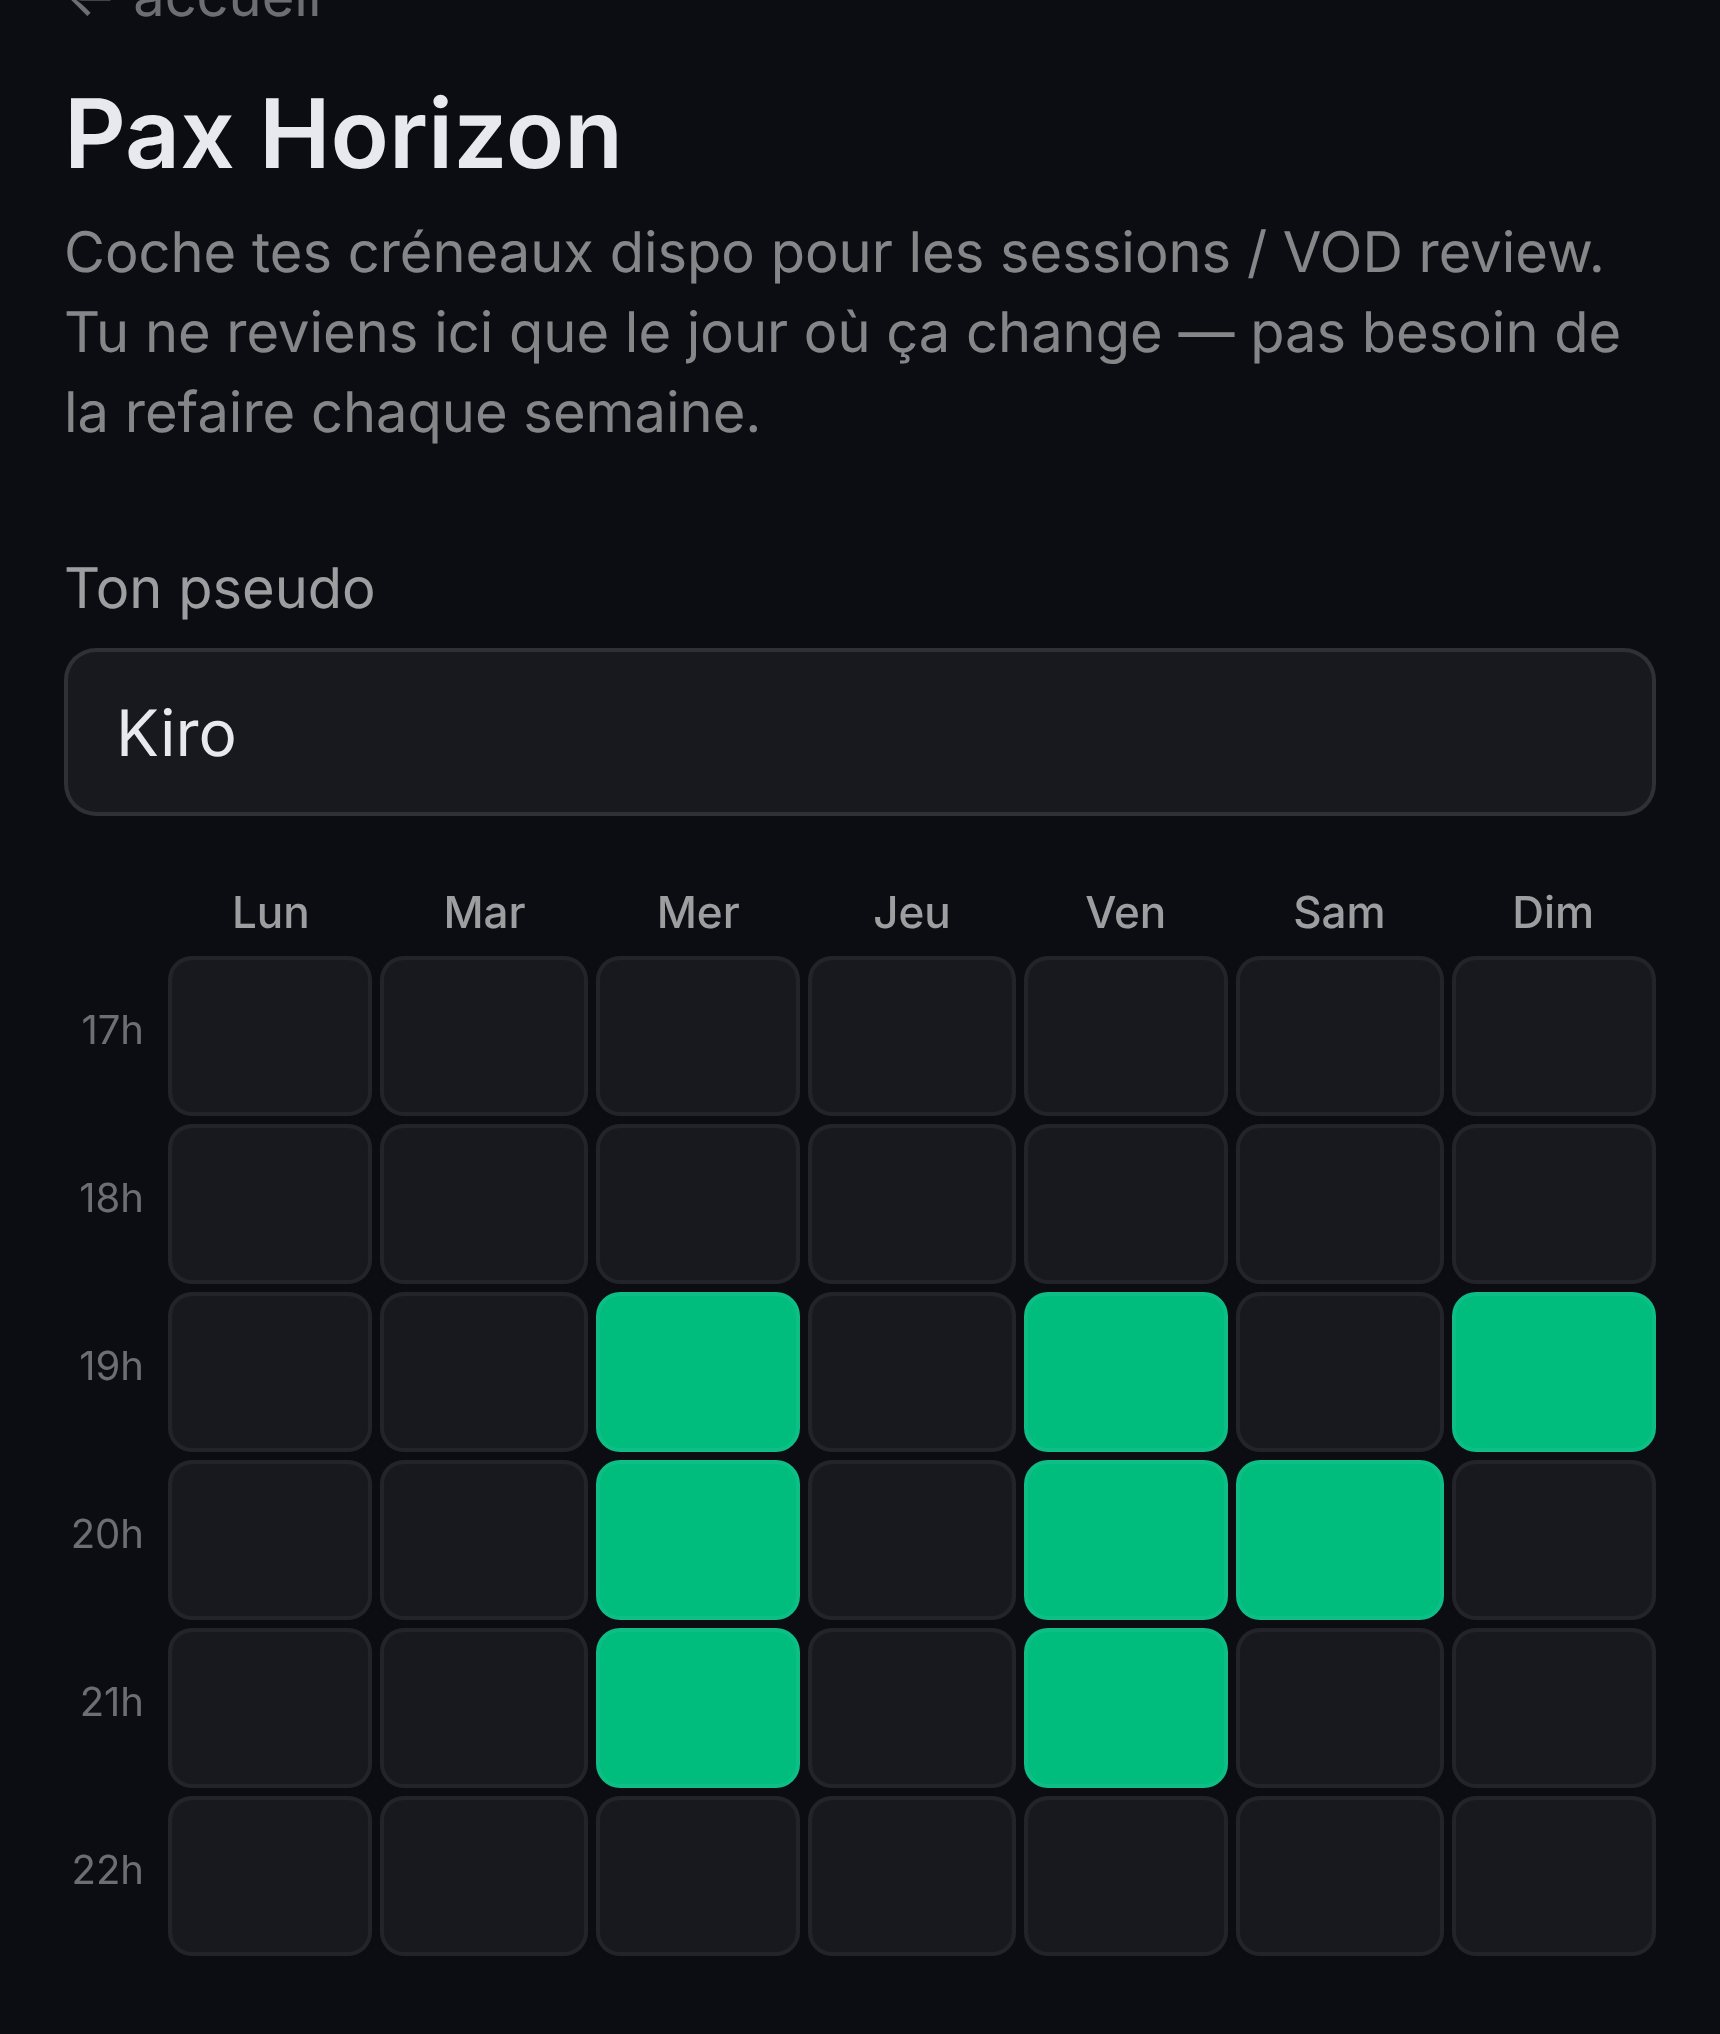 ← accueil
Pax Horizon
Coche tes créneaux dispo pour les sessions / VOD review.
Tu ne reviens ici que le jour où ça change — pas besoin de
la refaire chaque semaine.
Ton pseudo
Kiro
Lun Mar Mer Jeu Ven Sam Dim
17h
18h
19h
20h
21h
22h